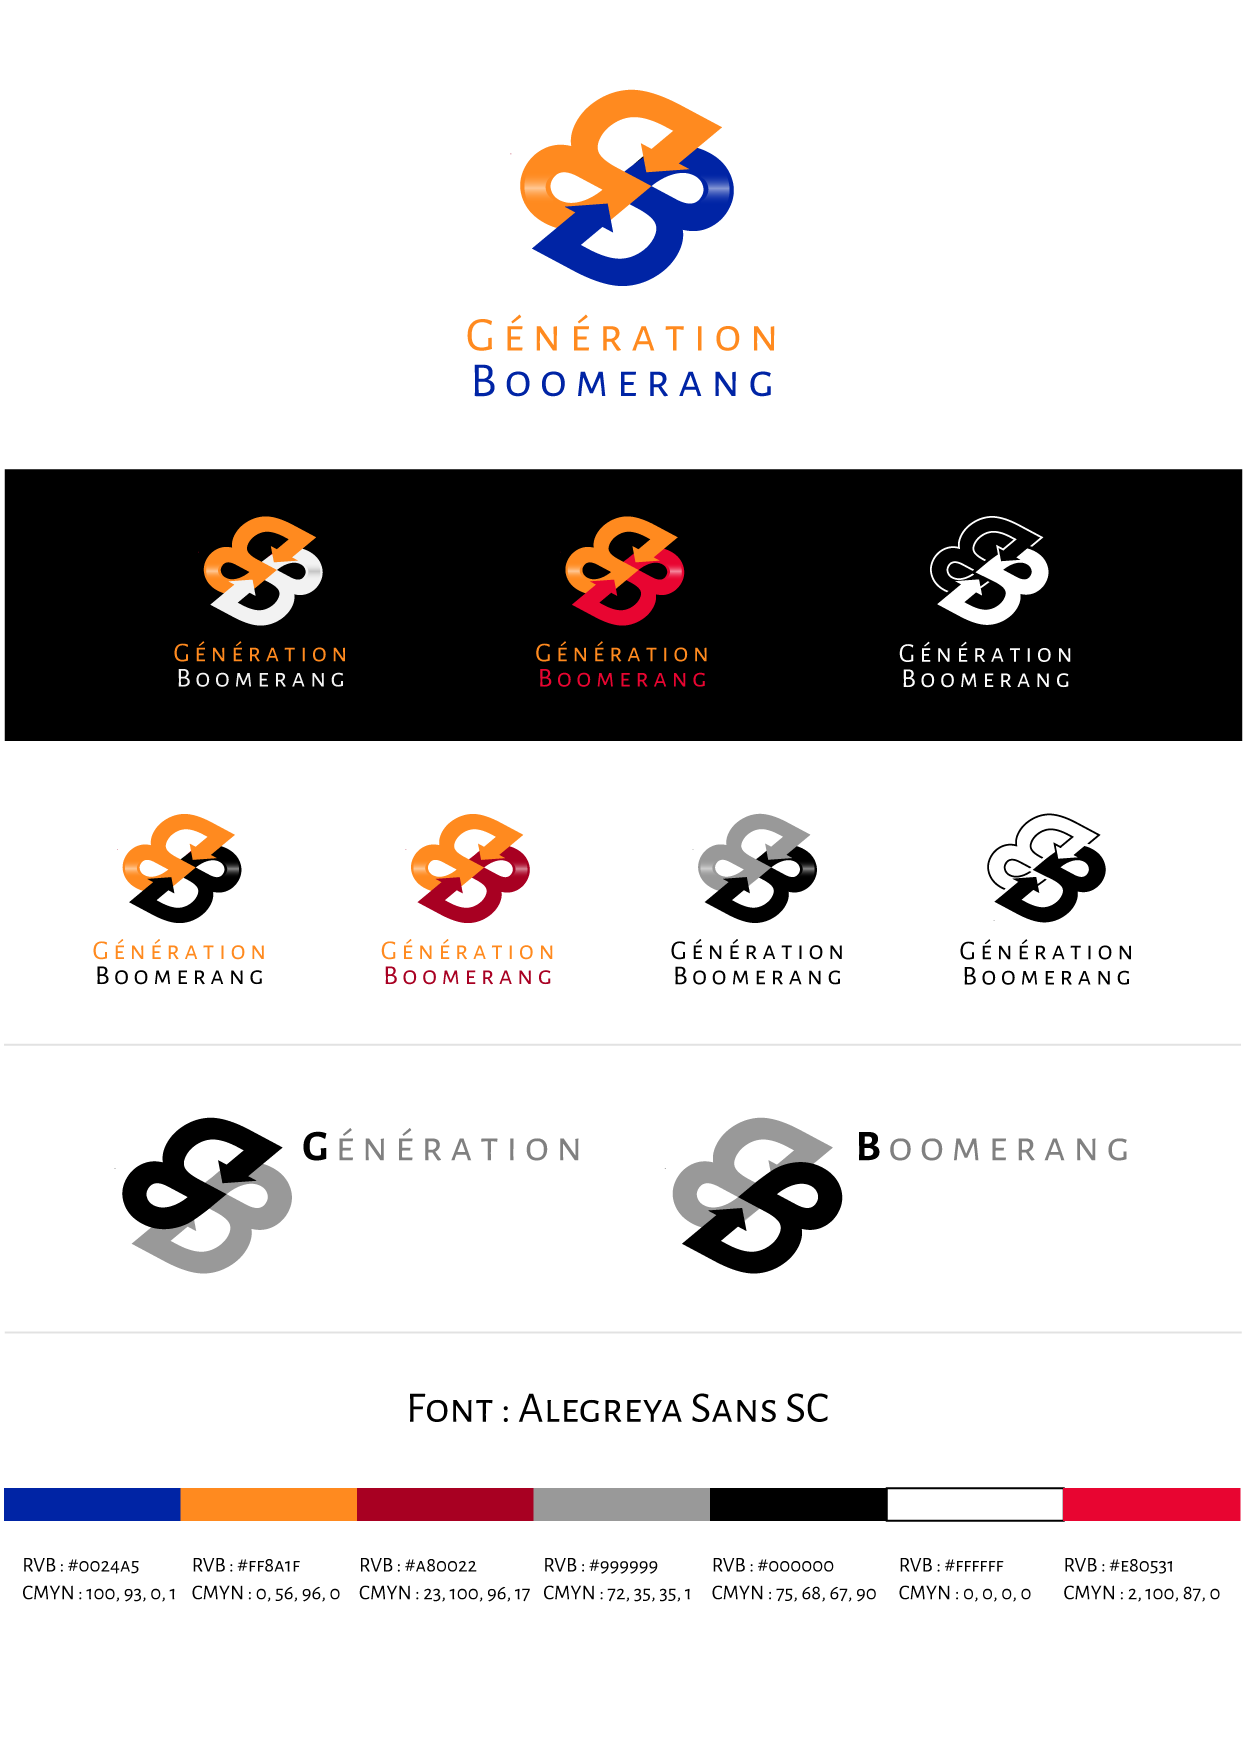 Génération
Boomerang
Génération
Boomerang
Génération
Boomerang
Génération
Boomerang
Génération
Boomerang
Génération
Boomerang
Génération
Boomerang
Génération
Boomerang
Génération
Boomerang
Font : Alegreya Sans SC
RVB : #0024A5
CMYN : 100, 93, 0, 1
RVB : #FF8A1F
CMYN : 0, 56, 96, 0
RVB : #A80022
CMYN : 23, 100, 96, 17
RVB : #999999
CMYN : 72, 35, 35, 1
RVB : #000000
CMYN : 75, 68, 67, 90
RVB : #FFFFFF
CMYN : 0, 0, 0, 0
RVB : #E80531
CMYN : 2, 100, 87, 0